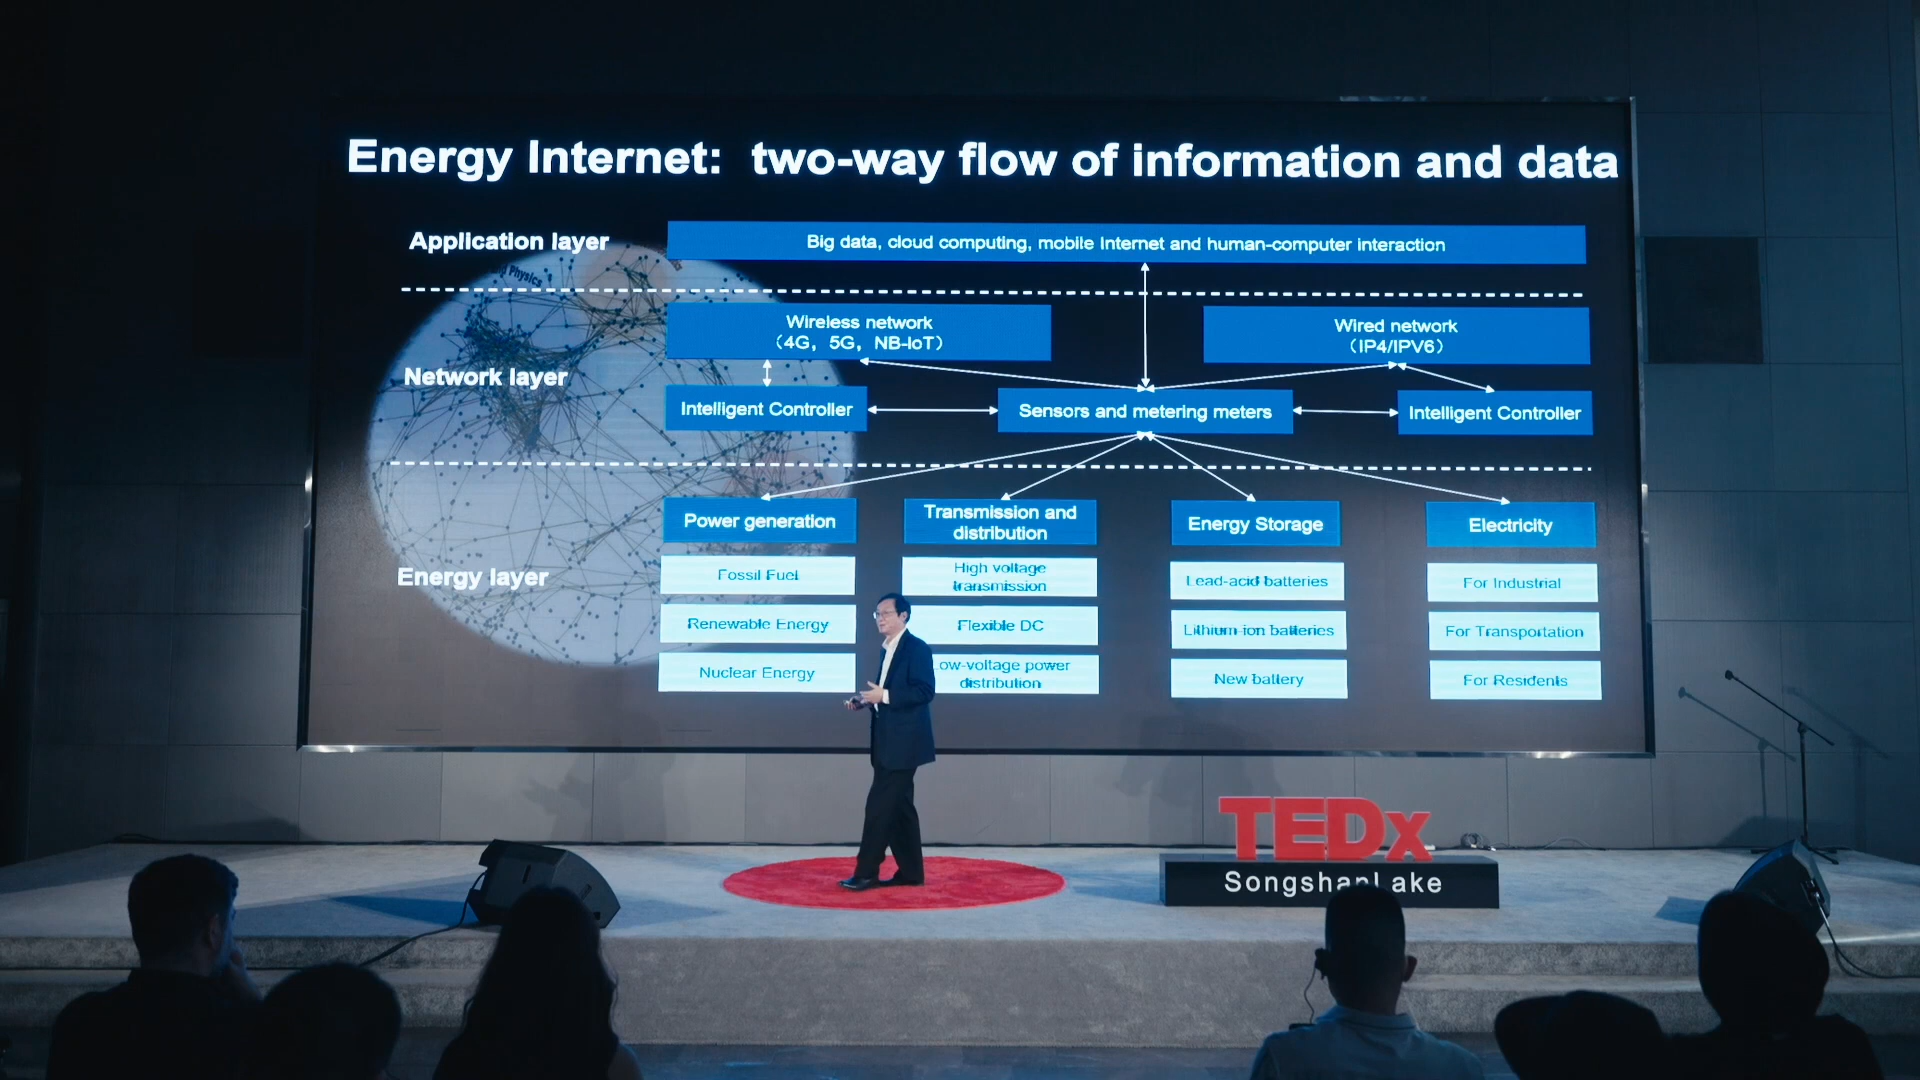 Energy Internet: two-way flow of information and data
Application layer
Big data, cloud computing, mobile Internet and human-computer interaction
Physics
Wireless network
（4G，5G，NB-IoT）
Wired network
（IP4/IPV6）
Network layer
Intelligent Controller
Sensors and metering meters
Intelligent Controller
Power generation
Transmission and
distribution
Energy Storage
Electricity
Energy layer
Fossil Fuel
High voltage
transmission
Lead-acid batteries
For Industrial
Renewable Energy
Flexible DC
Lithium-ion batteries
For Transportation
Nuclear Energy
ow-voltage power
distribution
New battery
For Residents
TEDx
SongshanLake